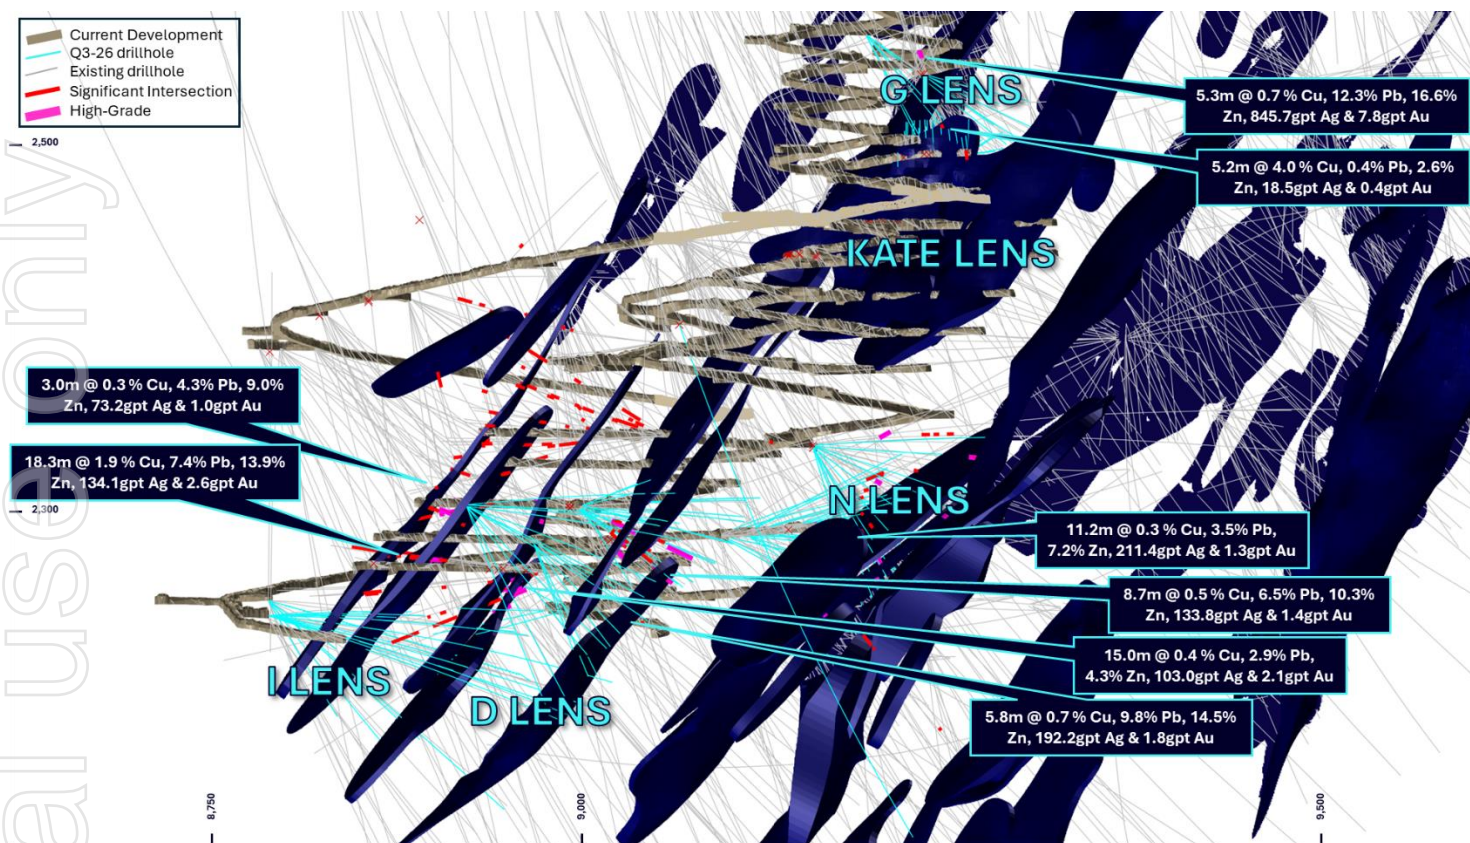 Current Development
Q3-26 drillhole
Existing drillhole
Significant Intersection
High-Grade
2,500
G LENS
5.3m @ 0.7 % Cu, 12.3% Pb, 16.6%
Zn, 845.7gpt Ag & 7.8gpt Au
5.2m @ 4.0 % Cu, 0.4% Pb, 2.6%
Zn, 18.5gpt Ag & 0.4gpt Au
KATE LENS
3.0m @ 0.3 % Cu, 4.3% Pb, 9.0%
Zn, 73.2gpt Ag & 1.0gpt Au
18.3m @ 1.9 % Cu, 7.4% Pb, 13.9%
Zn, 134.1gpt Ag & 2.6gpt Au
2,300
N LENS
11.2m @ 0.3 % Cu, 3.5% Pb,
7.2% Zn, 211.4gpt Ag & 1.3gpt Au
8.7m @ 0.5 % Cu, 6.5% Pb, 10.3%
Zn, 133.8gpt Ag & 1.4gpt Au
15.0m @ 0.4 % Cu, 2.9% Pb,
4.3% Zn, 103.0gpt Ag & 2.1gpt Au
5.8m @ 0.7 % Cu, 9.8% Pb, 14.5%
Zn, 192.2gpt Ag & 1.8gpt Au
I LENS
D LENS
8,750
9,000
9,500
al use only